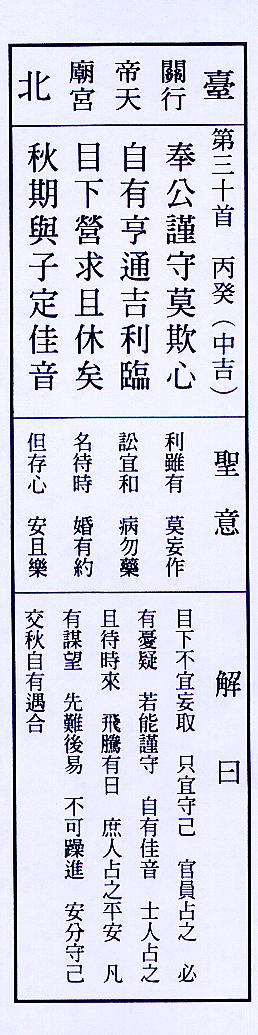 臺北
關帝廟
行天宮
第三十首 丙癸(中吉)
奉公謹守莫欺心
自有亨通吉利臨
目下營求且休矣
秋期與子定佳音
聖意
利雖有 莫妄作
訟宜和 病勿藥
名待時 婚有約
但存心 安且樂
解曰
目下不宜妄取 只宜守己 官員占之 必
有憂疑 若能謹守 自有佳音 士人占之
且待時來 飛騰有日 庶人占之平安 凡
有謀望 先難後易 不可躁進 安分守己
交秋自有遇合